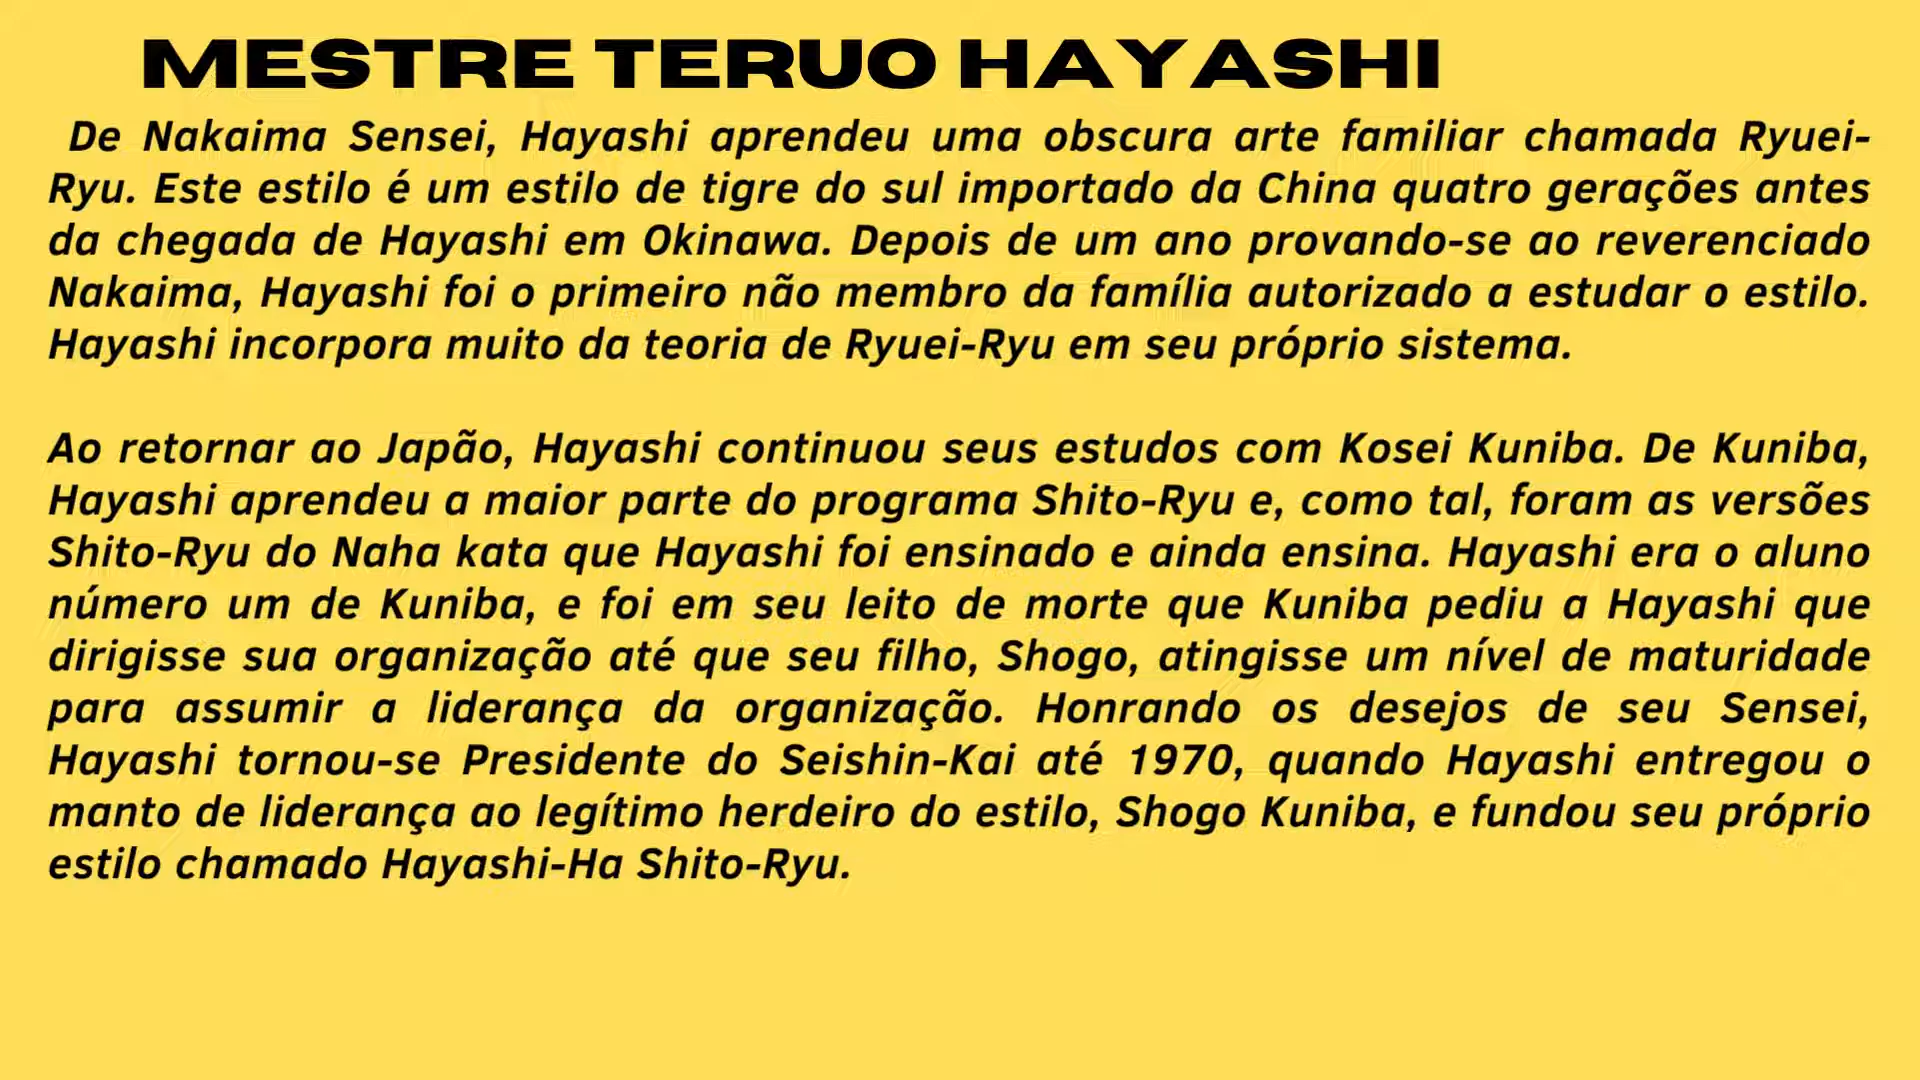 MESTRE TERUO HAYASHI
De Nakaima Sensei, Hayashi aprendeu uma obscura arte familiar chamada Ryuei-
Ryu. Este estilo é um estilo de tigre do sul importado da China quatro gerações antes
da chegada de Hayashi em Okinawa. Depois de um ano provando-se ao reverenciado
Nakaima, Hayashi foi o primeiro não membro da família autorizado a estudar o estilo.
Hayashi incorpora muito da teoria de Ryuei-Ryu em seu próprio sistema.
Ao retornar ao Japão, Hayashi continuou seus estudos com Kosei Kuniba. De Kuniba,
Hayashi aprendeu a maior parte do programa Shito-Ryu e, como tal, foram as versões
Shito-Ryu do Naha kata que Hayashi foi ensinado e ainda ensina. Hayashi era o aluno
número um de Kuniba, e foi em seu leito de morte que Kuniba pediu a Hayashi que
dirigisse sua organização até que seu filho, Shogo, atingisse um nível de maturidade
para assumir a liderança da organização. Honrando os desejos de seu Sensei,
Hayashi tornou-se Presidente do Seishin-Kai até 1970, quando Hayashi entregou o
manto de liderança ao legítimo herdeiro do estilo, Shogo Kuniba, e fundou seu próprio
estilo chamado Hayashi-Ha Shito-Ryu.